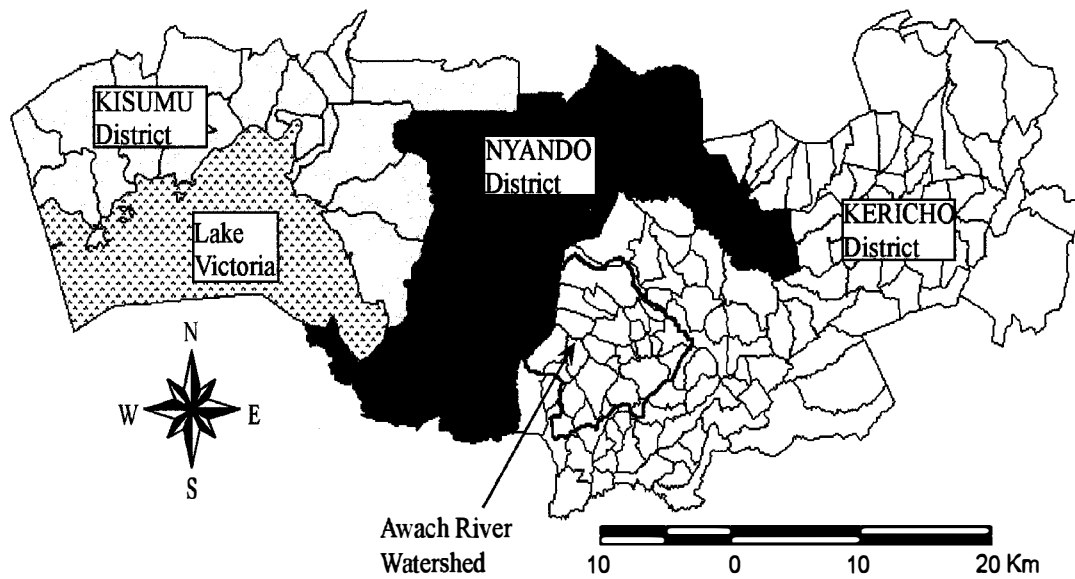 KISUMU
District
NYANDO
District
KERICHO
District
Lake
Victoria
N
W E
S
Awach River
Watershed
10 0 10 20 Km